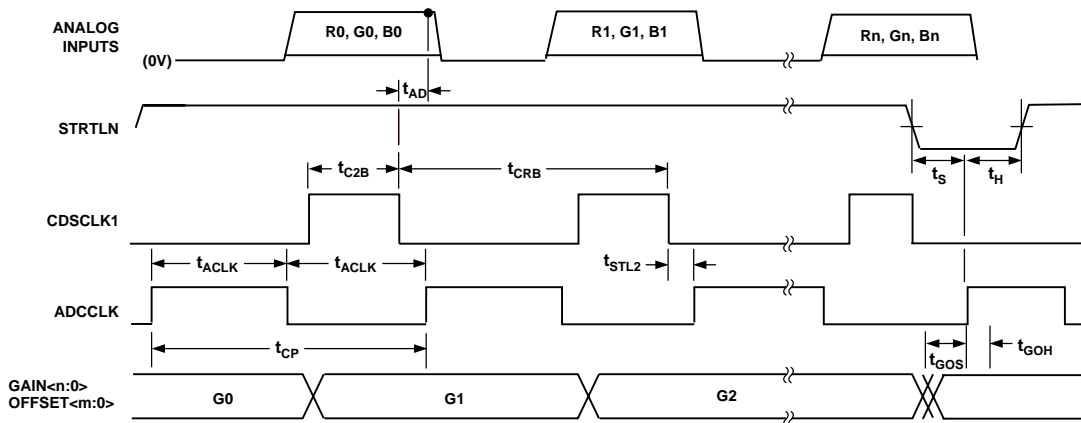 ANALOG
INPUTS
(0V)
R0, G0, B0
R1, G1, B1
Rn, Gn, Bn
tAD
STRTLN
tC2B
tCRB
tS
tH
CDSCLK1
tACLK
tACLK
tSTL2
ADCCLK
tCP
tGOS
tGOH
GAIN<n:0>
OFFSET<m:0>
G0
G1
G2